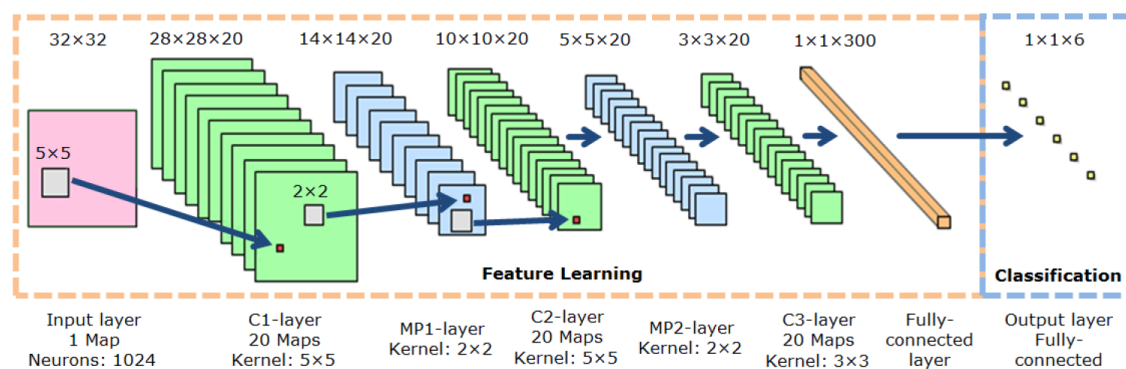 32×32
28×28×20
14×14×20
10×10×20
5×5×20
3×3×20
1×1×300
1×1×6
5×5
2×2
Feature Learning
Classification
Input layer
1 Map
Neurons: 1024
C1-layer
20 Maps
Kernel: 5×5
MP1-layer
Kernel: 2×2
C2-layer
20 Maps
Kernel: 5×5
MP2-layer
Kernel: 2×2
C3-layer
20 Maps
Kernel: 3×3
Fully-
connected
layer
Output layer
Fully-
connected